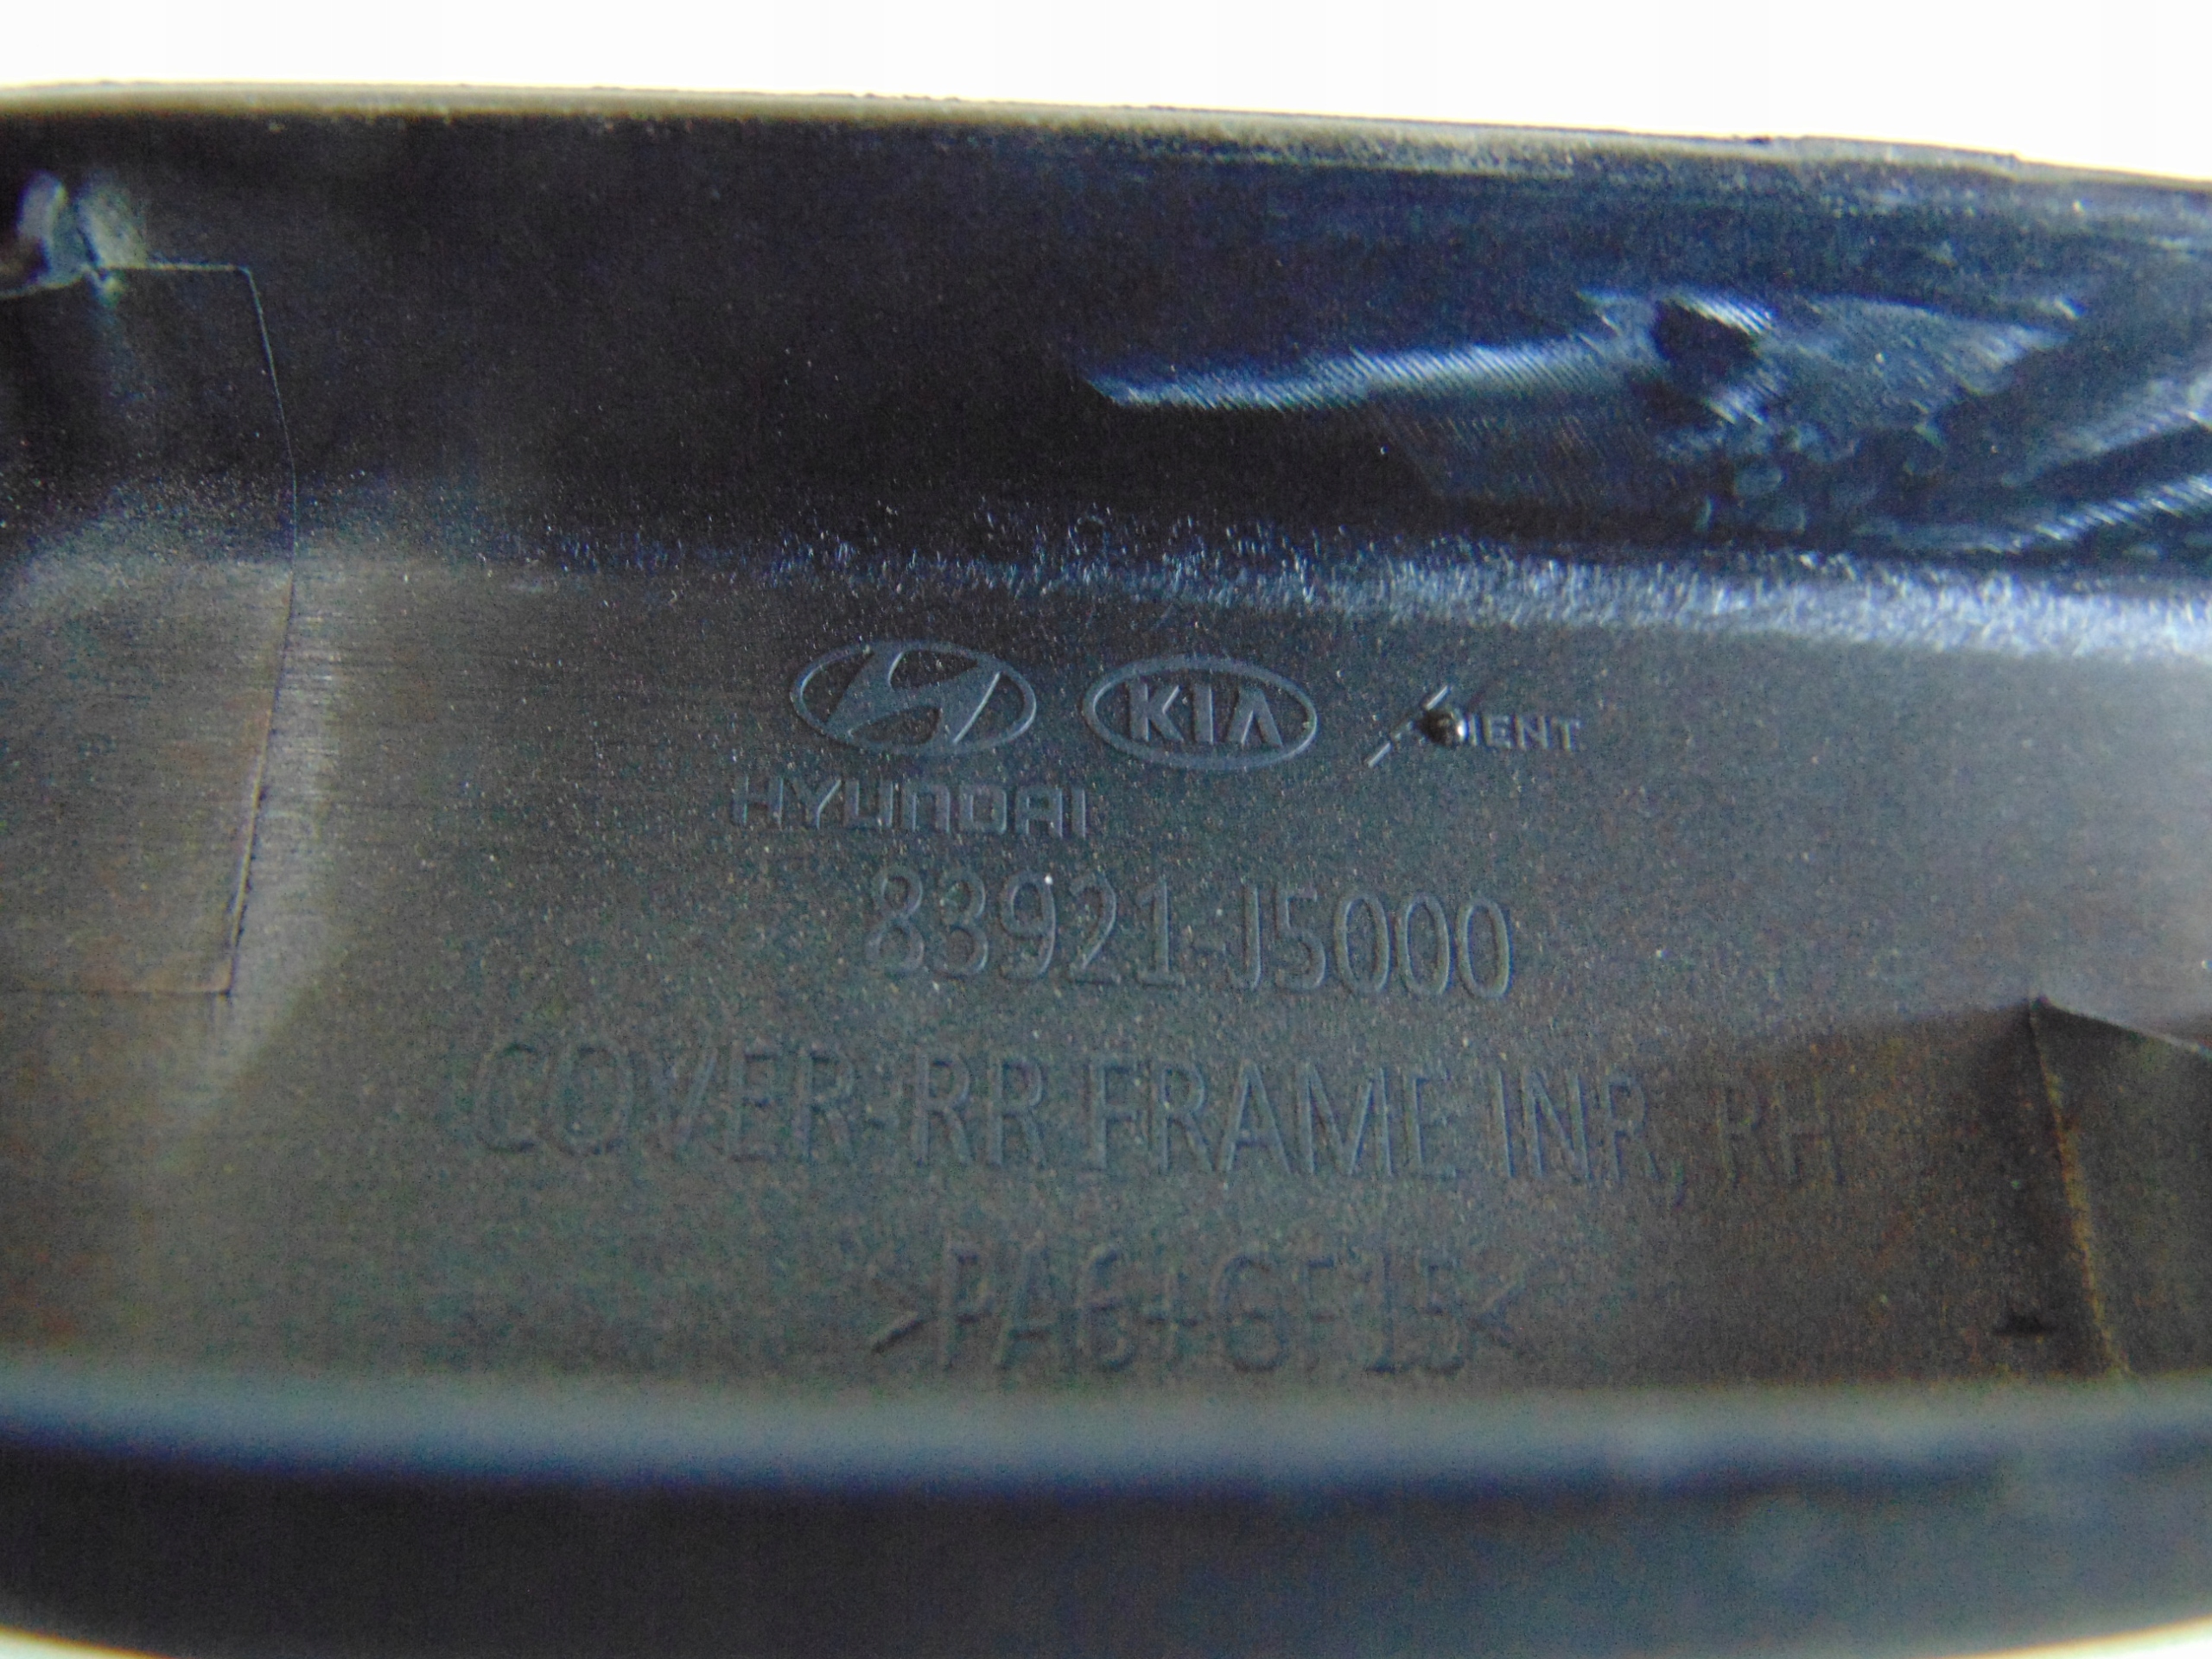 KIA
HYUNDAI
83921-J5000
COVER-RR FRAME INR, RH
>PA6+GF15<